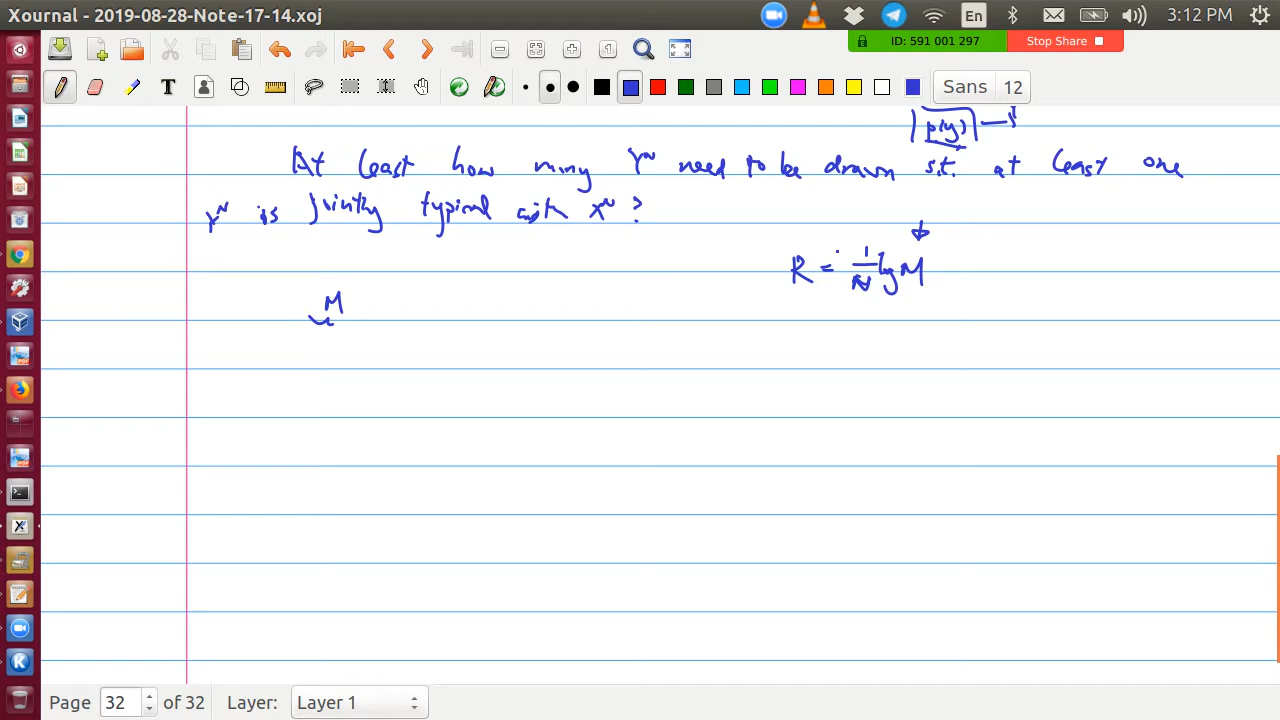 Xournal - 2019-08-28-Note-17-14.xoj
En
3:12 PM
ID: 591 001 297
Stop Share
T
Sans 12
p(y)
At least how many Y^N need to be drawn s.t. at least one
Y^N is jointly typical with X^N ?
R = 1/N log M
M
Page 32 of 32 Layer: Layer 1